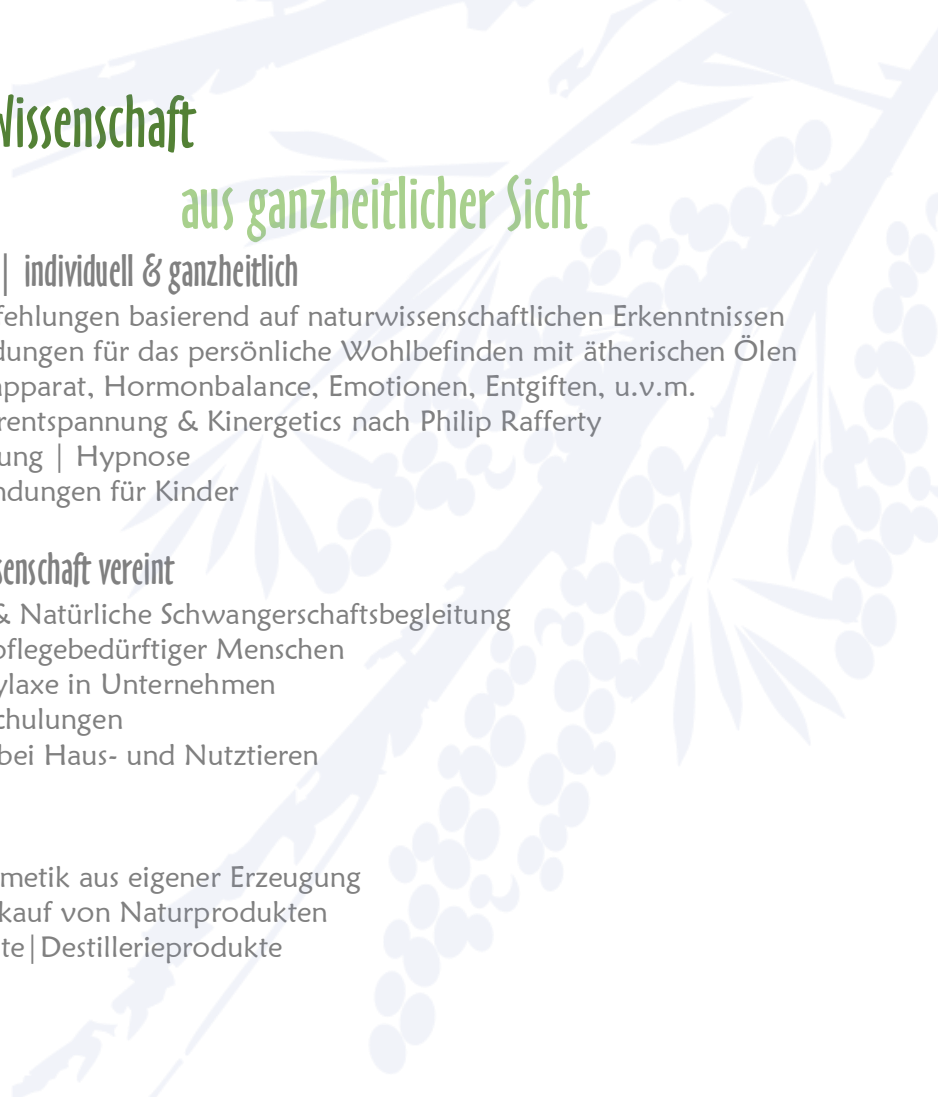 Wissenschaft
aus ganzheitlicher Sicht
| individuell & ganzheitlich
fehlungen basierend auf naturwissenschaftlichen Erkenntnissen
dungen für das persönliche Wohlbefinden mit ätherischen Ölen
apparat, Hormonbalance, Emotionen, Entgiften, u.v.m.
rentspannung & Kinergetics nach Philip Rafferty
ung | Hypnose
ndungen für Kinder
senschaft vereint
& Natürliche Schwangerschaftsbegleitung
pflegebedürftiger Menschen
ylaxe in Unternehmen
chulungen
bei Haus- und Nutztieren
metik aus eigener Erzeugung
kauf von Naturprodukten
te|Destillerieprodukte